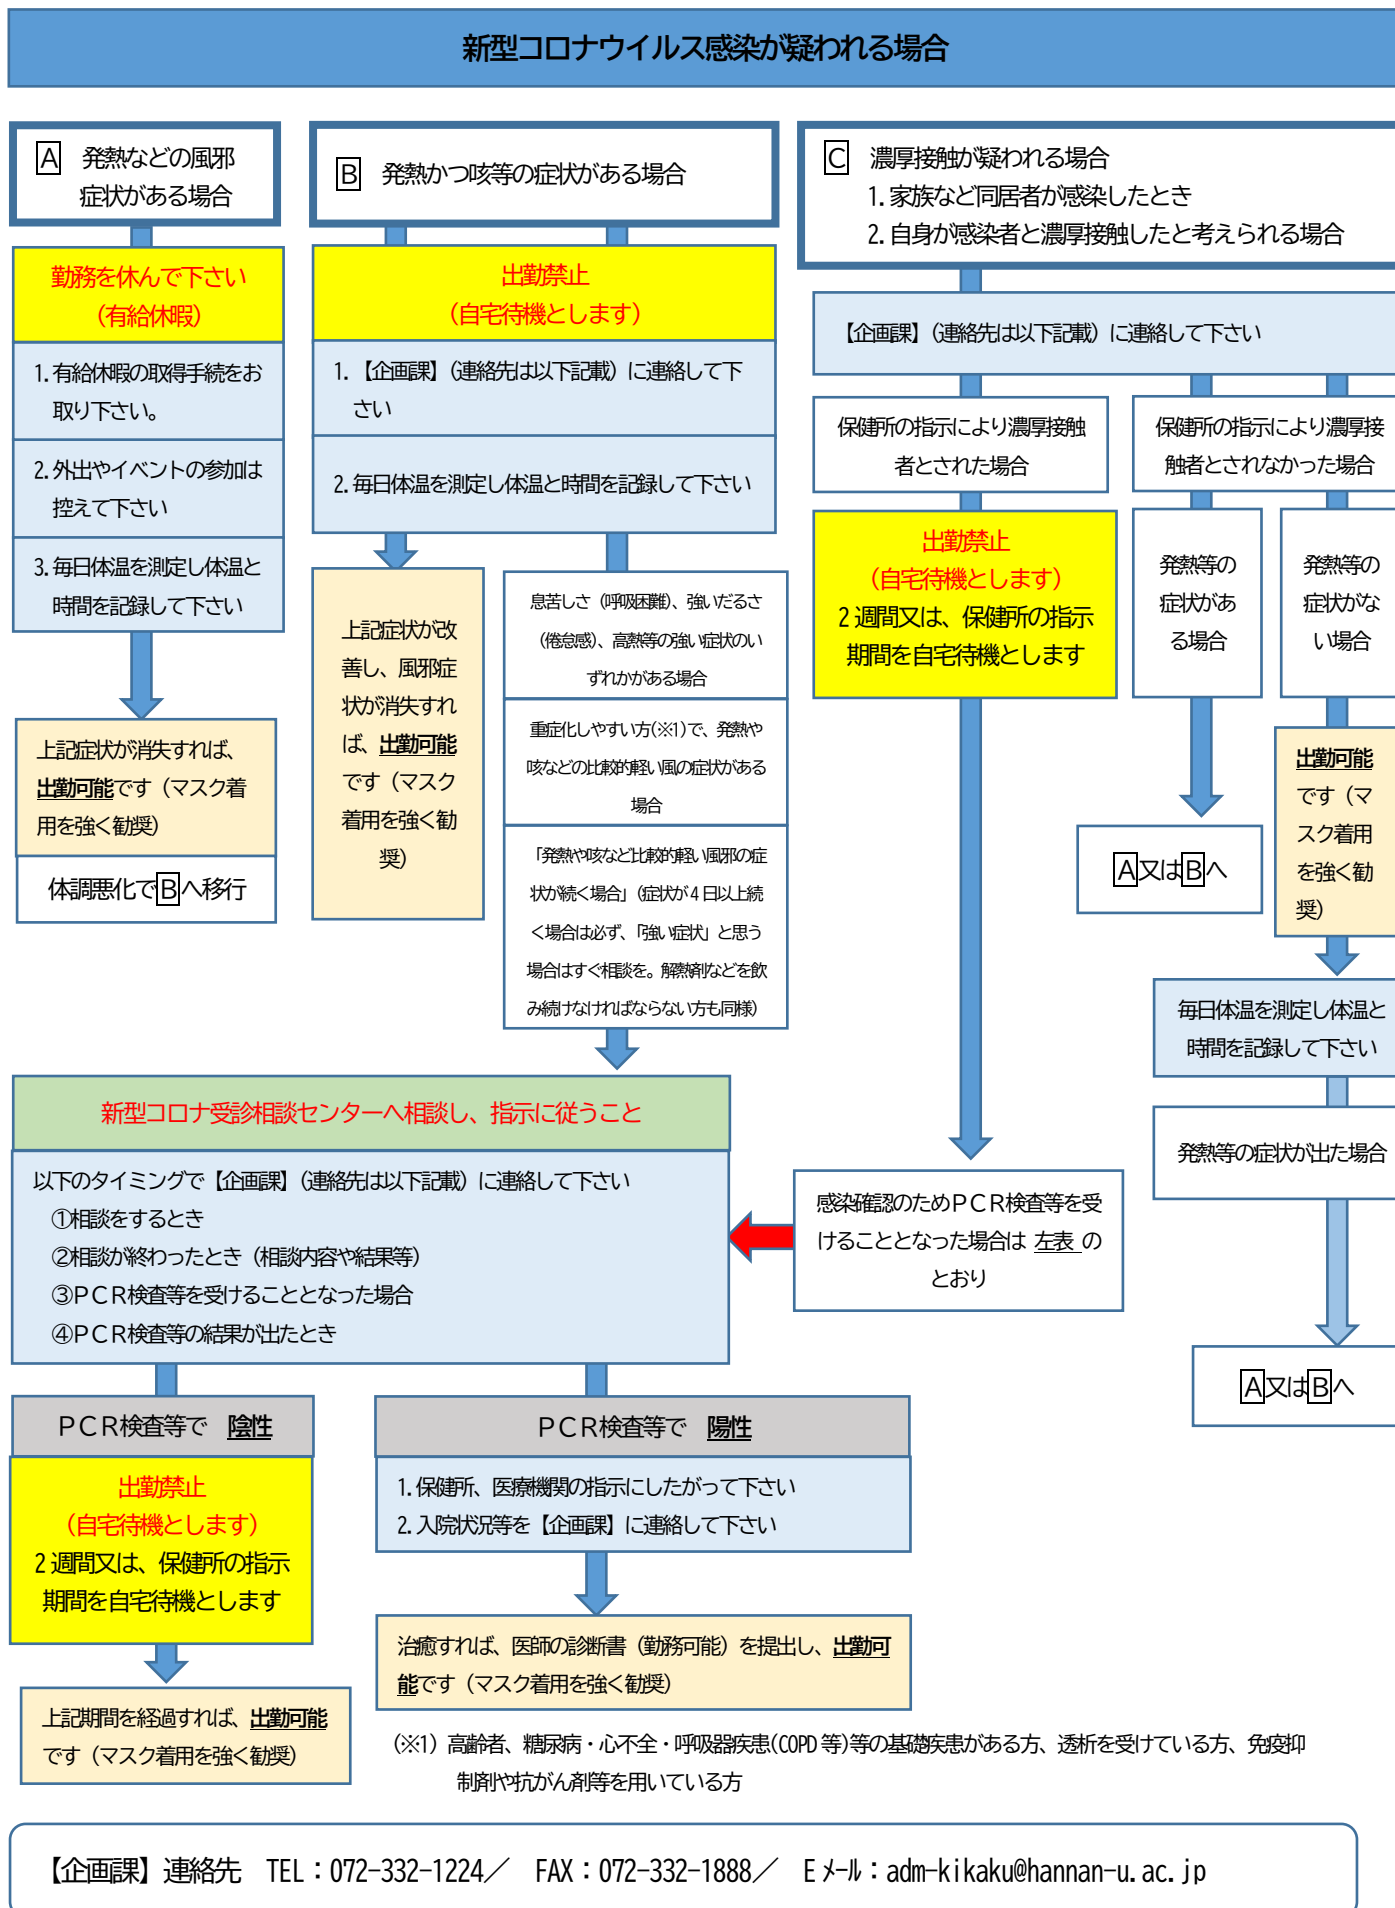 新型コロナウイルス感染が疑われる場合
A 発熱などの風邪
症状がある場合
勤務を休んで下さい
（有給休暇）
1. 有給休暇の取得手続をお
取り下さい。
2. 外出やイベントの参加は
控えて下さい
3. 毎日体温を測定し体温と
時間を記録して下さい
上記症状が消失すれば、
出勤可能です（マスク着
用を強く勧奨）
体調悪化でBへ移行
B 発熱かつ咳等の症状がある場合
出勤禁止
（自宅待機とします）
1. 【企画課】（連絡先は以下記載）に連絡して下
さい
2. 毎日体温を測定し体温と時間を記録して下さい
上記症状が改
善し、風邪症
状が消失すれ
ば、出勤可能
です（マスク
着用を強く勧
奨）
息苦しさ（呼吸困難）、強いだるさ
（倦怠感）、高熱等の強い症状のい
ずれかがある場合
重症化しやすい方(※1)で、発熱や
咳などの比較的軽い風の症状がある
場合
「発熱や咳など比較的軽い風邪の症
状が続く場合」（症状が4日以上続
く場合は必ず、「強い症状」と思う
場合はすぐ相談を。解熱剤などを飲
み続けなければならない方も同様）
C 濃厚接触が疑われる場合
1. 家族など同居者が感染したとき
2. 自身が感染者と濃厚接触したと考えられる場合
【企画課】（連絡先は以下記載）に連絡して下さい
保健所の指示により濃厚接触
者とされた場合
出勤禁止
（自宅待機とします）
2週間又は、保健所の指示
期間を自宅待機とします
保健所の指示により濃厚接
触者とされなかった場合
発熱等の
症状があ
る場合
A又はBへ
発熱等の
症状がな
い場合
出勤可能
です（マ
スク着用
を強く勧
奨）
毎日体温を測定し体温と
時間を記録して下さい
発熱等の症状が出た場合
A又はBへ
感染確認のためＰＣＲ検査等を受
けることとなった場合は 左表 の
とおり
新型コロナ受診相談センターへ相談し、指示に従うこと
以下のタイミングで【企画課】（連絡先は以下記載）に連絡して下さい
①相談をするとき
②相談が終わったとき（相談内容や結果等）
③ＰＣＲ検査等を受けることとなった場合
④ＰＣＲ検査等の結果が出たとき
ＰＣＲ検査等で 陰性
出勤禁止
（自宅待機とします）
2週間又は、保健所の指示
期間を自宅待機とします
上記期間を経過すれば、出勤可能
です（マスク着用を強く勧奨）
ＰＣＲ検査等で 陽性
1. 保健所、医療機関の指示にしたがって下さい
2. 入院状況等を【企画課】に連絡して下さい
治癒すれば、医師の診断書（勤務可能）を提出し、出勤可
能です（マスク着用を強く勧奨）
（※1）高齢者、糖尿病・心不全・呼吸器疾患(COPD 等)等の基礎疾患がある方、透析を受けている方、免疫抑
制剤や抗がん剤等を用いている方
【企画課】連絡先 TEL：072-332-1224／ FAX：072-332-1888／ Eメール：adm-kikaku@hannan-u.ac.jp